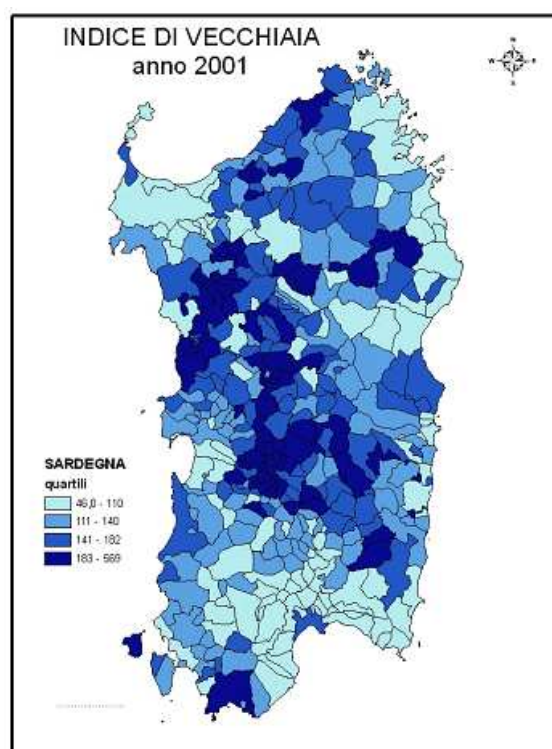 INDICE DI VECCHIAIA
anno 2001
N
W E
S
SARDEGNA
quartili
46,0 - 110
111 - 140
141 - 182
183 - 569